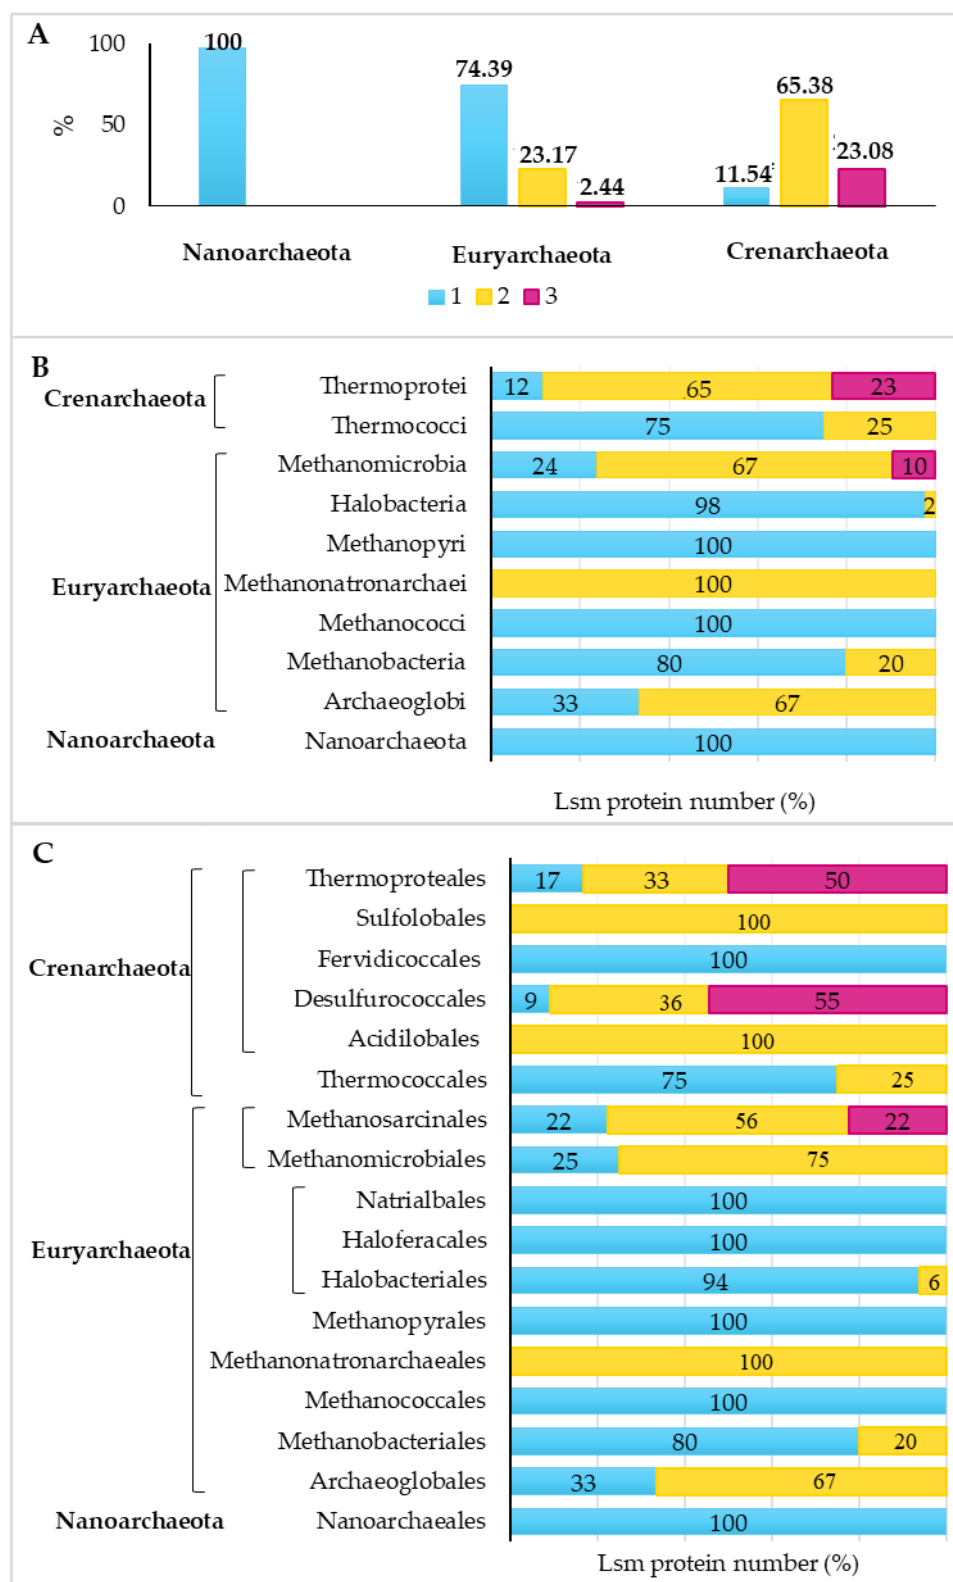 A
100
50
0
%
100
74.39
23.17
2.44
11.54
65.38
23.08
Nanoarchaeota
Euryarchaeota
Crenarchaeota
1 2 3
B
Crenarchaeota
Thermoprotei 12 65 23
Thermococci 75 25
Methanomicrobia 24 67 10
Halobacteria 98 2
Methanopyri 100
Euryarchaeota
Methanonatronarchaei 100
Methanococci 100
Methanobacteria 80 20
Archaeoglobi 33 67
Nanoarchaeota
Nanoarchaeota 100
Lsm protein number (%)
C
Thermoproteales 17 33 50
Sulfolobales 100
Crenarchaeota
Fervidicoccales 100
Desulfurococcales 9 36 55
Acidilobales 100
Thermococcales 75 25
Methanosarcinales 22 56 22
Methanomicrobiales 25 75
Natrialbales 100
Euryarchaeota
Haloferacales 100
Halobacteriales 94 6
Methanopyrales 100
Methanonatronarchaeales 100
Methanococcales 100
Methanobacteriales 80 20
Archaeoglobales 33 67
Nanoarchaeota
Nanoarchaeales 100
Lsm protein number (%)